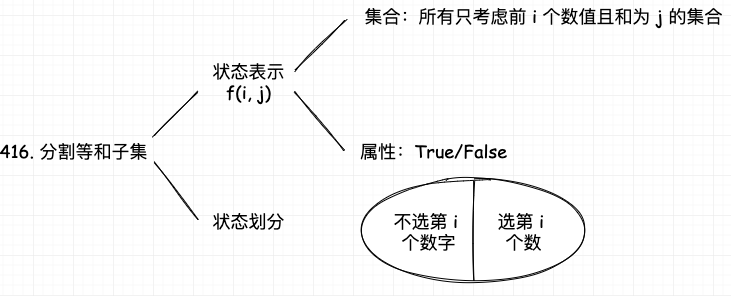 集合：所有只考虑前 i 个数值且和为 j 的集合
状态表示
f(i, j)
416. 分割等和子集
属性：True/False
状态划分
不选第 i
个数字
选第 i
个数